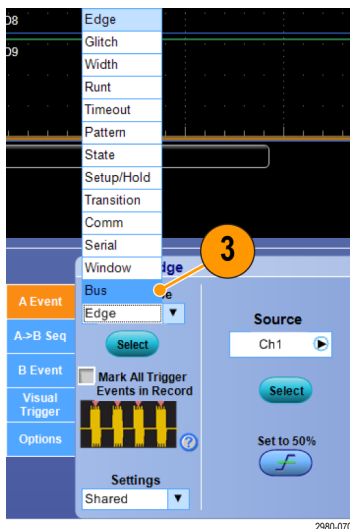 D8
D9
Edge
Glitch
Width
Runt
Timeout
Pattern
State
Setup/Hold
Transition
Comm
Serial
Window
Bus
3
A Event
A->B Seq
B Event
Visual
Trigger
Options
Edge
Select
Mark All Trigger
Events in Record
Settings
Shared
Source
Ch1
Select
Set to 50%
2980-070